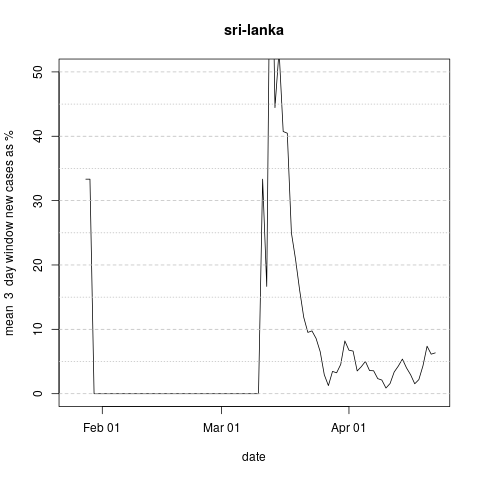 sri-lanka
mean 3 day window new cases as %
50
40
30
20
10
0
Feb 01
Mar 01
Apr 01
date